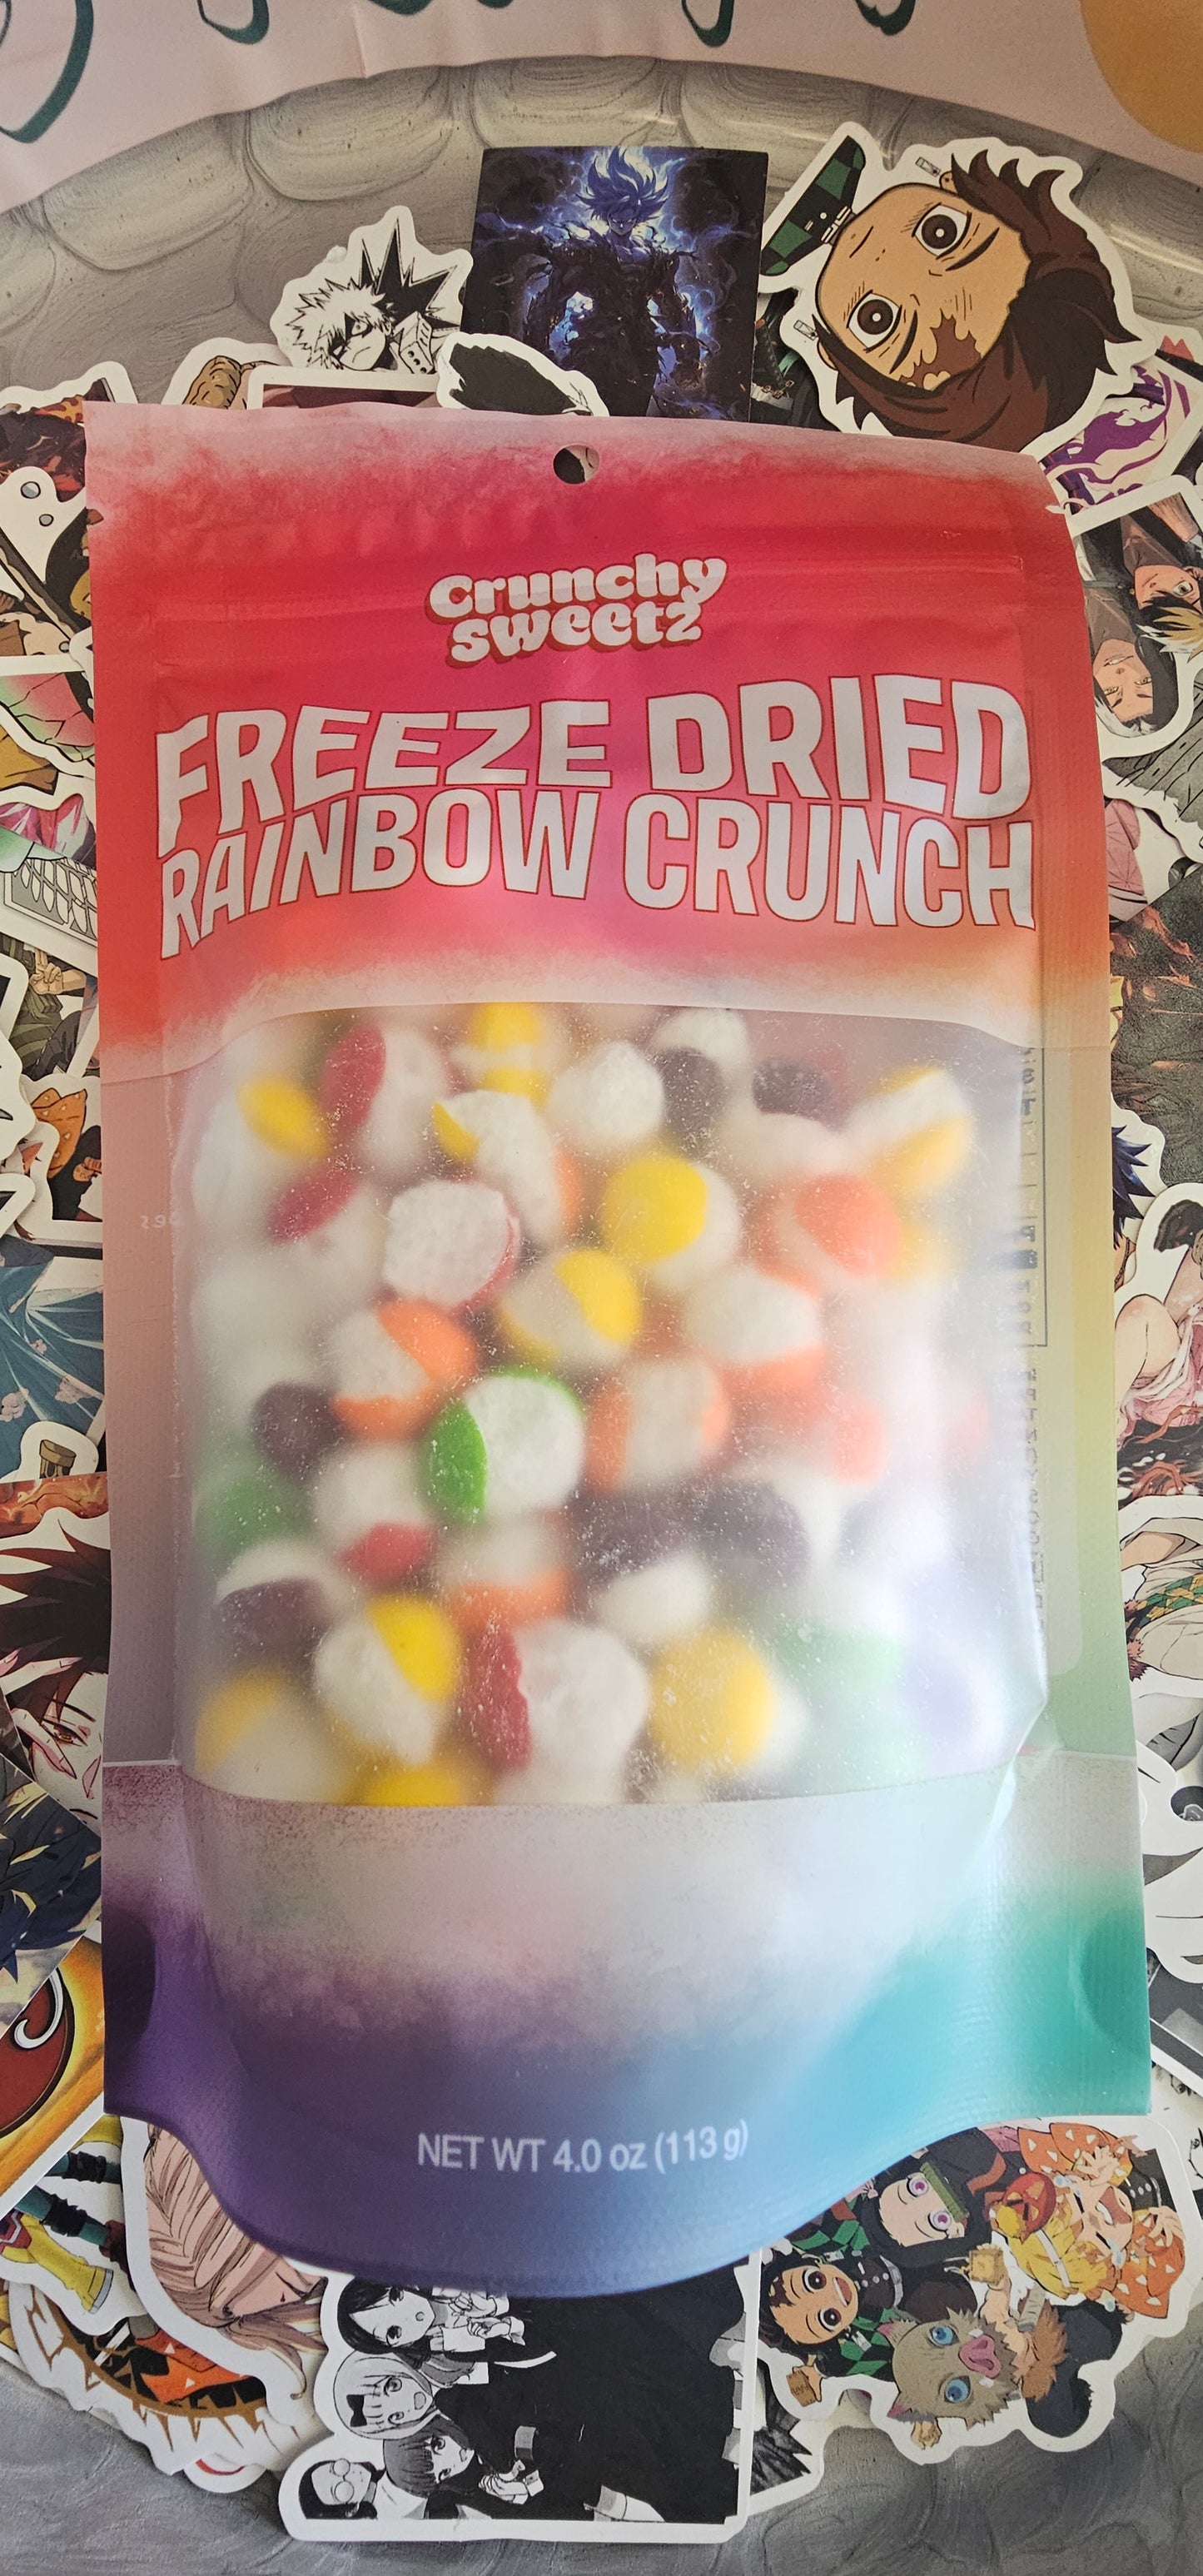 Crunchy
sweetz
FREEZE DRIED
RAINBOW CRUNCH
NET WT 4.0 oz (113 g)